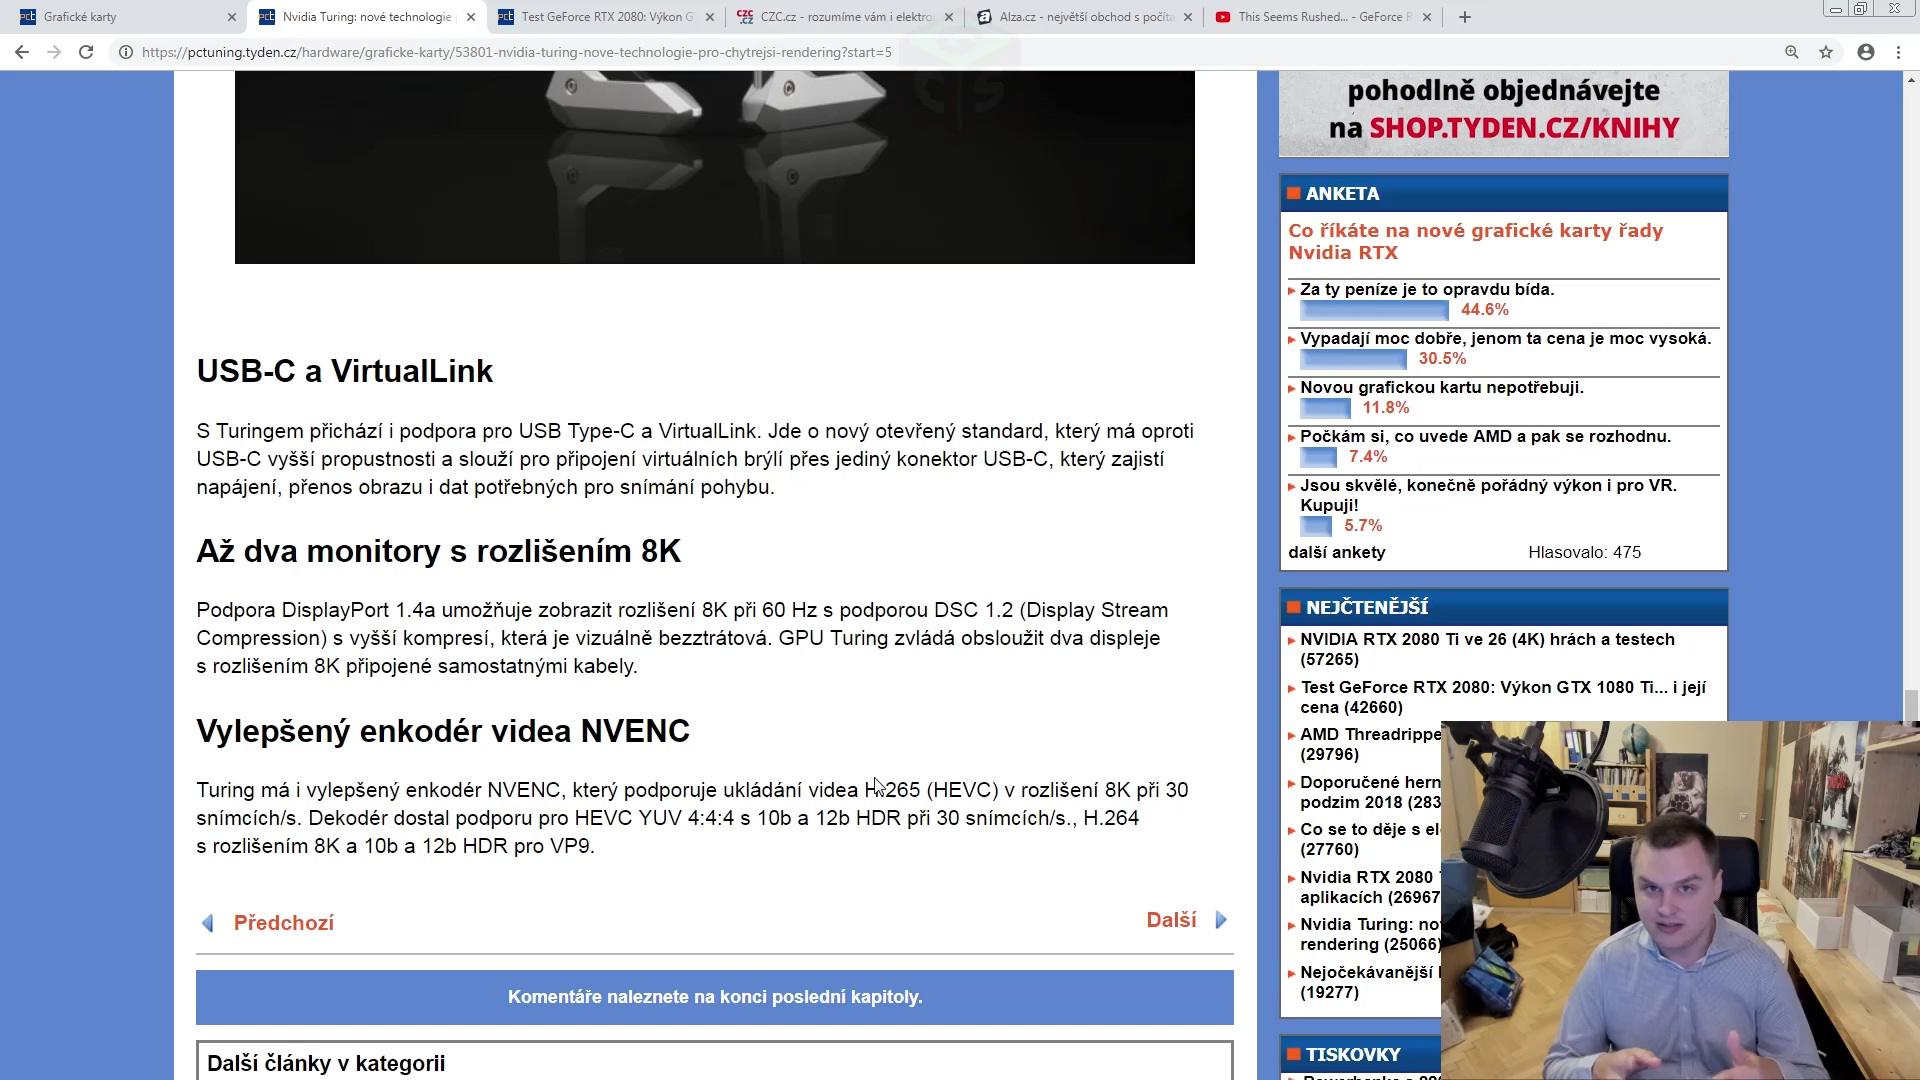 Grafické karty
Nvidia Turing: nové technologie
Test GeForce RTX 2080: Výkon G
CZC.cz - rozumíme vám i elektro
Alza.cz - největší obchod s počíta
This Seems Rushed... - GeForce R
https://pctuning.tyden.cz/hardware/graficke-karty/53801-nvidia-turing-nove-technologie-pro-chytrejsi-rendering?start=5
USB-C a VirtualLink
S Turingem přichází i podpora pro USB Type-C a VirtualLink. Jde o nový otevřený standard, který má oproti
USB-C vyšší propustnosti a slouží pro připojení virtuálních brýlí přes jediný konektor USB-C, který zajistí
napájení, přenos obrazu i dat potřebných pro snímání pohybu.
Až dva monitory s rozlišením 8K
Podpora DisplayPort 1.4a umožňuje zobrazit rozlišení 8K při 60 Hz s podporou DSC 1.2 (Display Stream
Compression) s vyšší kompresí, která je vizuálně bezztrátová. GPU Turing zvládá obsloužit dva displeje
s rozlišením 8K připojené samostatnými kabely.
Vylepšený enkodér videa NVENC
Turing má i vylepšený enkodér NVENC, který podporuje ukládání videa H.265 (HEVC) v rozlišení 8K při 30
snímcích/s. Dekodér dostal podporu pro HEVC YUV 4:4:4 s 10b a 12b HDR při 30 snímcích/s., H.264
s rozlišením 8K a 10b a 12b HDR pro VP9.
Předchozí
Další
Komentáře naleznete na konci poslední kapitoly.
Další články v kategorii
pohodlně objednávejte
na SHOP.TYDEN.CZ/KNIHY
ANKETA
Co říkáte na nové grafické karty řady
Nvidia RTX
Za ty peníze je to opravdu bída.
44.6%
Vypadají moc dobře, jenom ta cena je moc vysoká.
30.5%
Novou grafickou kartu nepotřebuji.
11.8%
Počkám si, co uvede AMD a pak se rozhodnu.
7.4%
Jsou skvělé, konečně pořádný výkon i pro VR.
Kupuji!
5.7%
další ankety
Hlasovalo: 475
NEJČTENĚJŠÍ
NVIDIA RTX 2080 Ti ve 26 (4K) hrách a testech
(57265)
Test GeForce RTX 2080: Výkon GTX 1080 Ti... i její
cena (42660)
AMD Threadrippe
(29796)
Doporučené hern
podzim 2018 (283
Co se to děje s el
(27760)
Nvidia RTX 2080
aplikacích (26967
Nvidia Turing: no
rendering (25066)
Nejočekávanější
(19277)
TISKOVKY